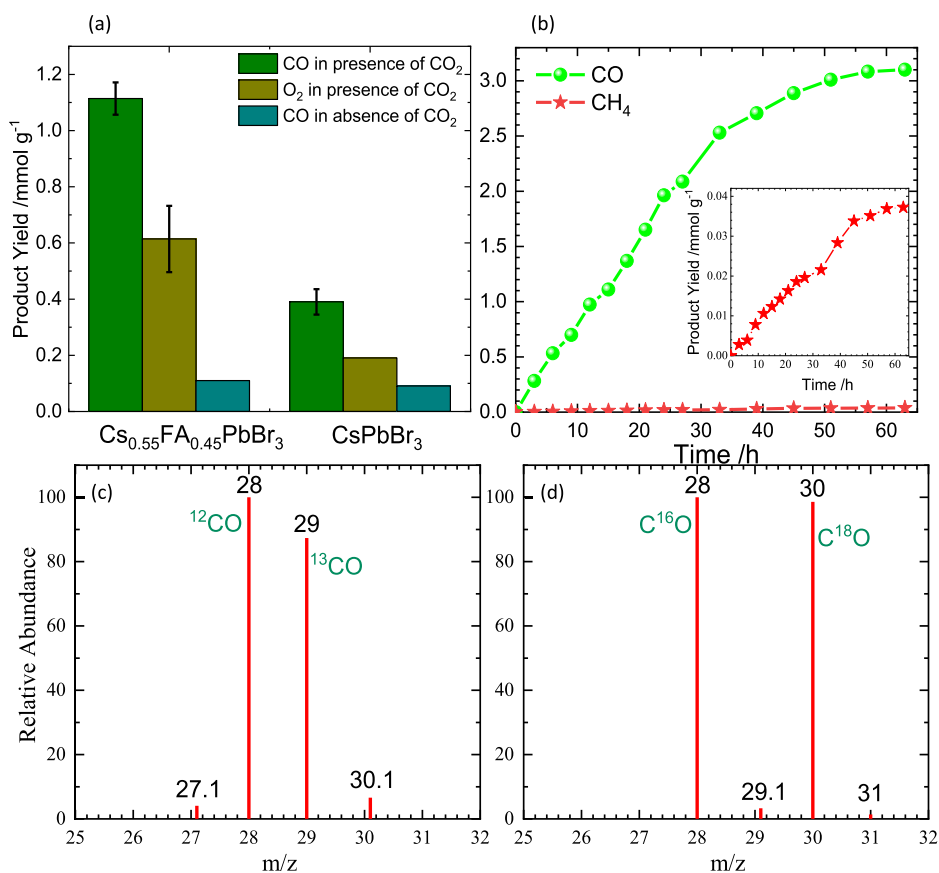 (a)
CO in presence of CO₂
O₂ in presence of CO₂
CO in absence of CO₂
Product Yield /mmol g⁻¹
1.2
1.0
0.8
0.6
0.4
0.2
0.0
Cs₀.₅₅FA₀.₄₅PbBr₃
CsPbBr₃
(b)
CO
CH₄
3.0
2.5
2.0
1.5
1.0
0.5
0.0
0 10 20 30 40 50 60
Time /h
Product Yield /mmol g⁻¹
0.04
0.03
0.02
0.01
0.00
0 10 20 30 40 50 60
Time /h
(c)
28
¹²CO
29
¹³CO
27.1
30.1
Relative Abundance
100
80
60
40
20
0
25 26 27 28 29 30 31 32
m/z
(d)
28
C¹⁶O
30
C¹⁸O
29.1
31
100
80
60
40
20
0
25 26 27 28 29 30 31 32
m/z